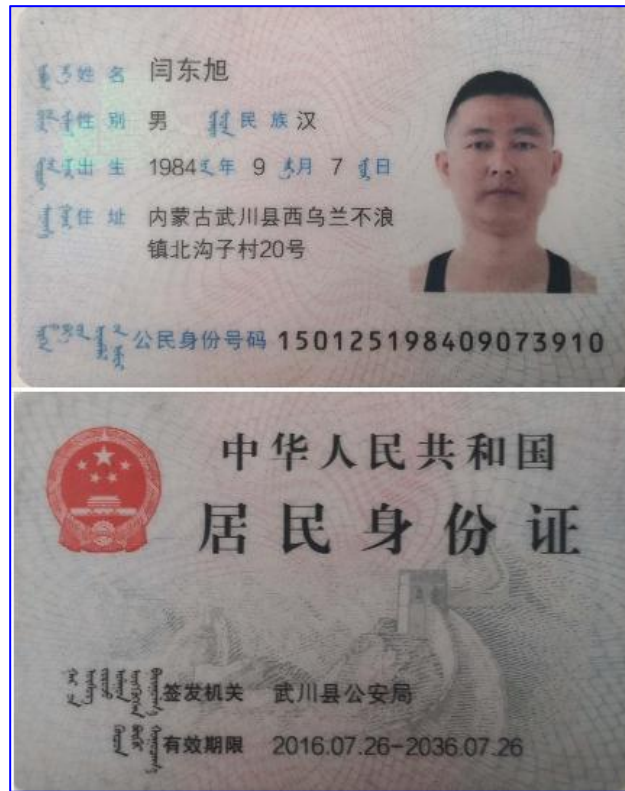 姓名 闫东旭
性别 男 民族 汉
出生 1984年 9月 7日
住址 内蒙古武川县西乌兰不浪
镇北沟子村20号
公民身份号码 150125198409073910
中华人民共和国
居民身份证
签发机关 武川县公安局
有效期限 2016.07.26-2036.07.26